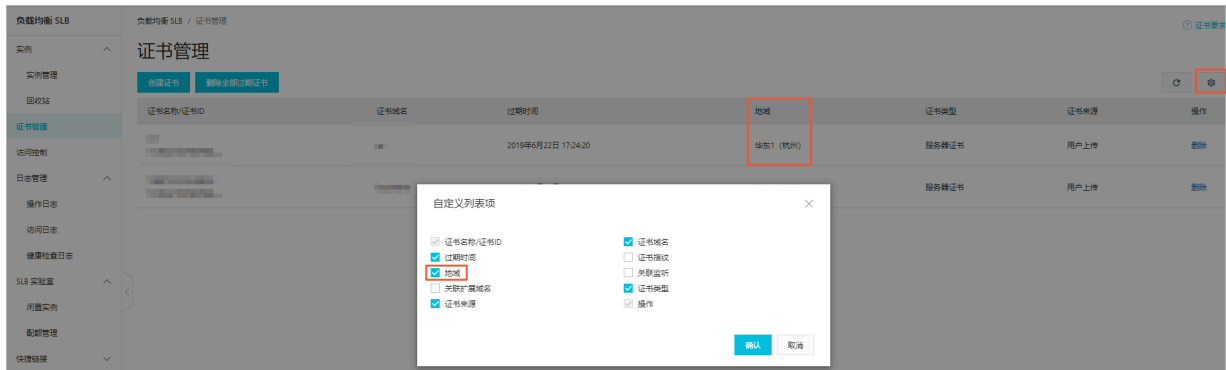 负载均衡 SLB
负载均衡 SLB / 证书管理
证书要求
实例
证书管理
实例管理
创建证书
删除全部过期证书
回收站
证书名称/证书ID
证书域名
过期时间
地域
证书类型
证书来源
操作
证书管理
2019年6月22日 17:24:20
华东1 (杭州)
服务器证书
用户上传
删除
访问控制
日志管理
服务器证书
用户上传
删除
操作日志
访问日志
健康检查日志
SLB 实验室
闲置实例
配额管理
快捷链接
自定义列表项
证书名称/证书ID
证书域名
过期时间
证书指纹
地域
关联监听
关联扩展域名
证书类型
证书来源
操作
确认
取消